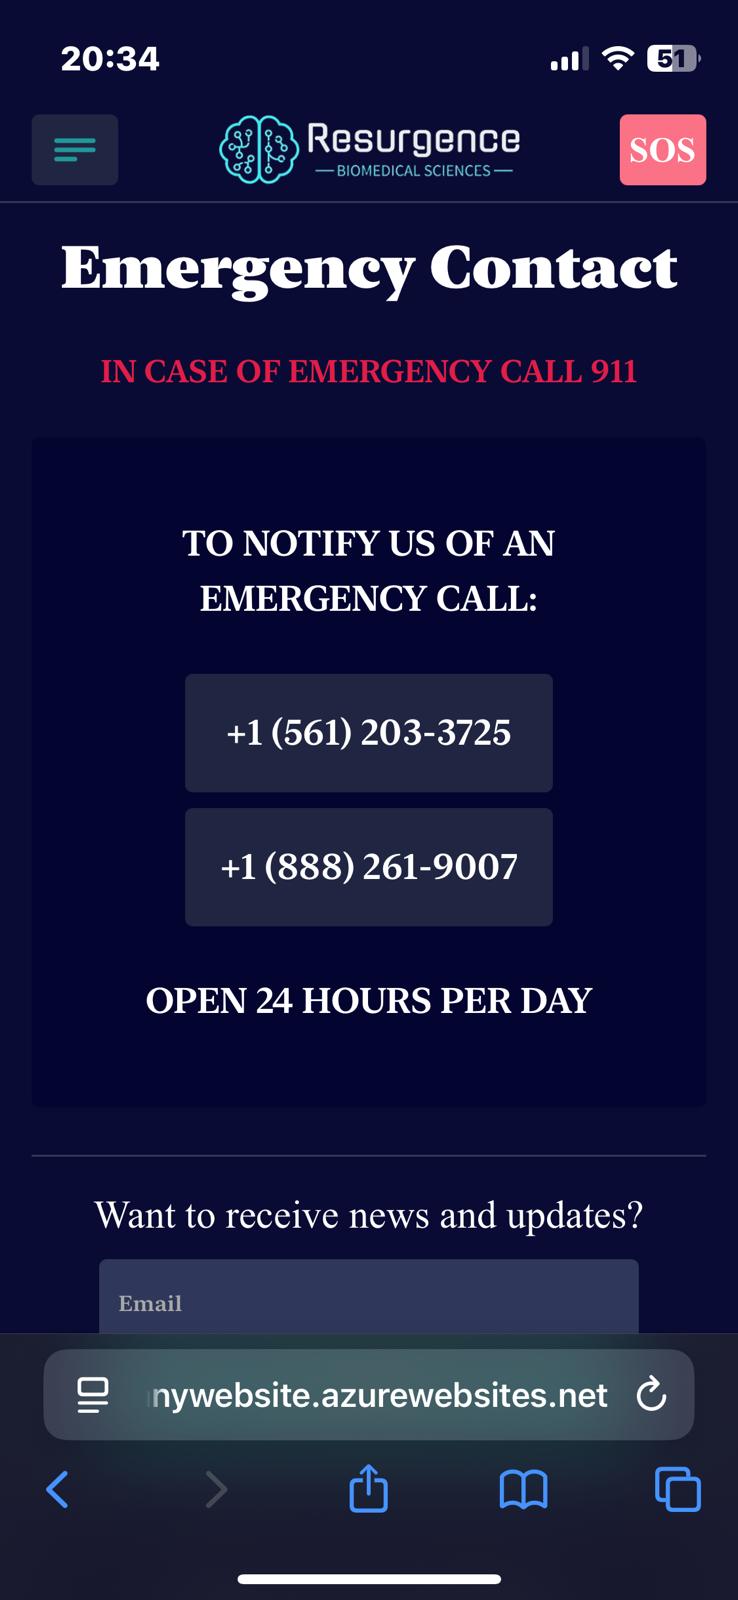 20:34
51
Resurgence
BIOMEDICAL SCIENCES
SOS
Emergency Contact
IN CASE OF EMERGENCY CALL 911
TO NOTIFY US OF AN
EMERGENCY CALL:
+1 (561) 203-3725
+1 (888) 261-9007
OPEN 24 HOURS PER DAY
Want to receive news and updates?
Email
nywebsite.azurewebsites.net